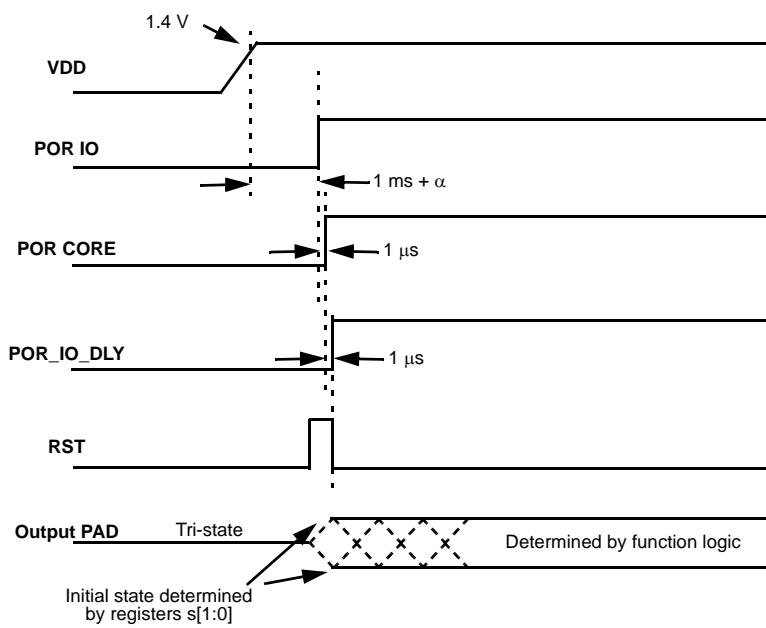 1.4 V
VDD
POR IO
1 ms + α
POR CORE
1 μs
POR_IO_DLY
1 μs
RST
Output PAD
Tri-state
Determined by function logic
Initial state determined
by registers s[1:0]